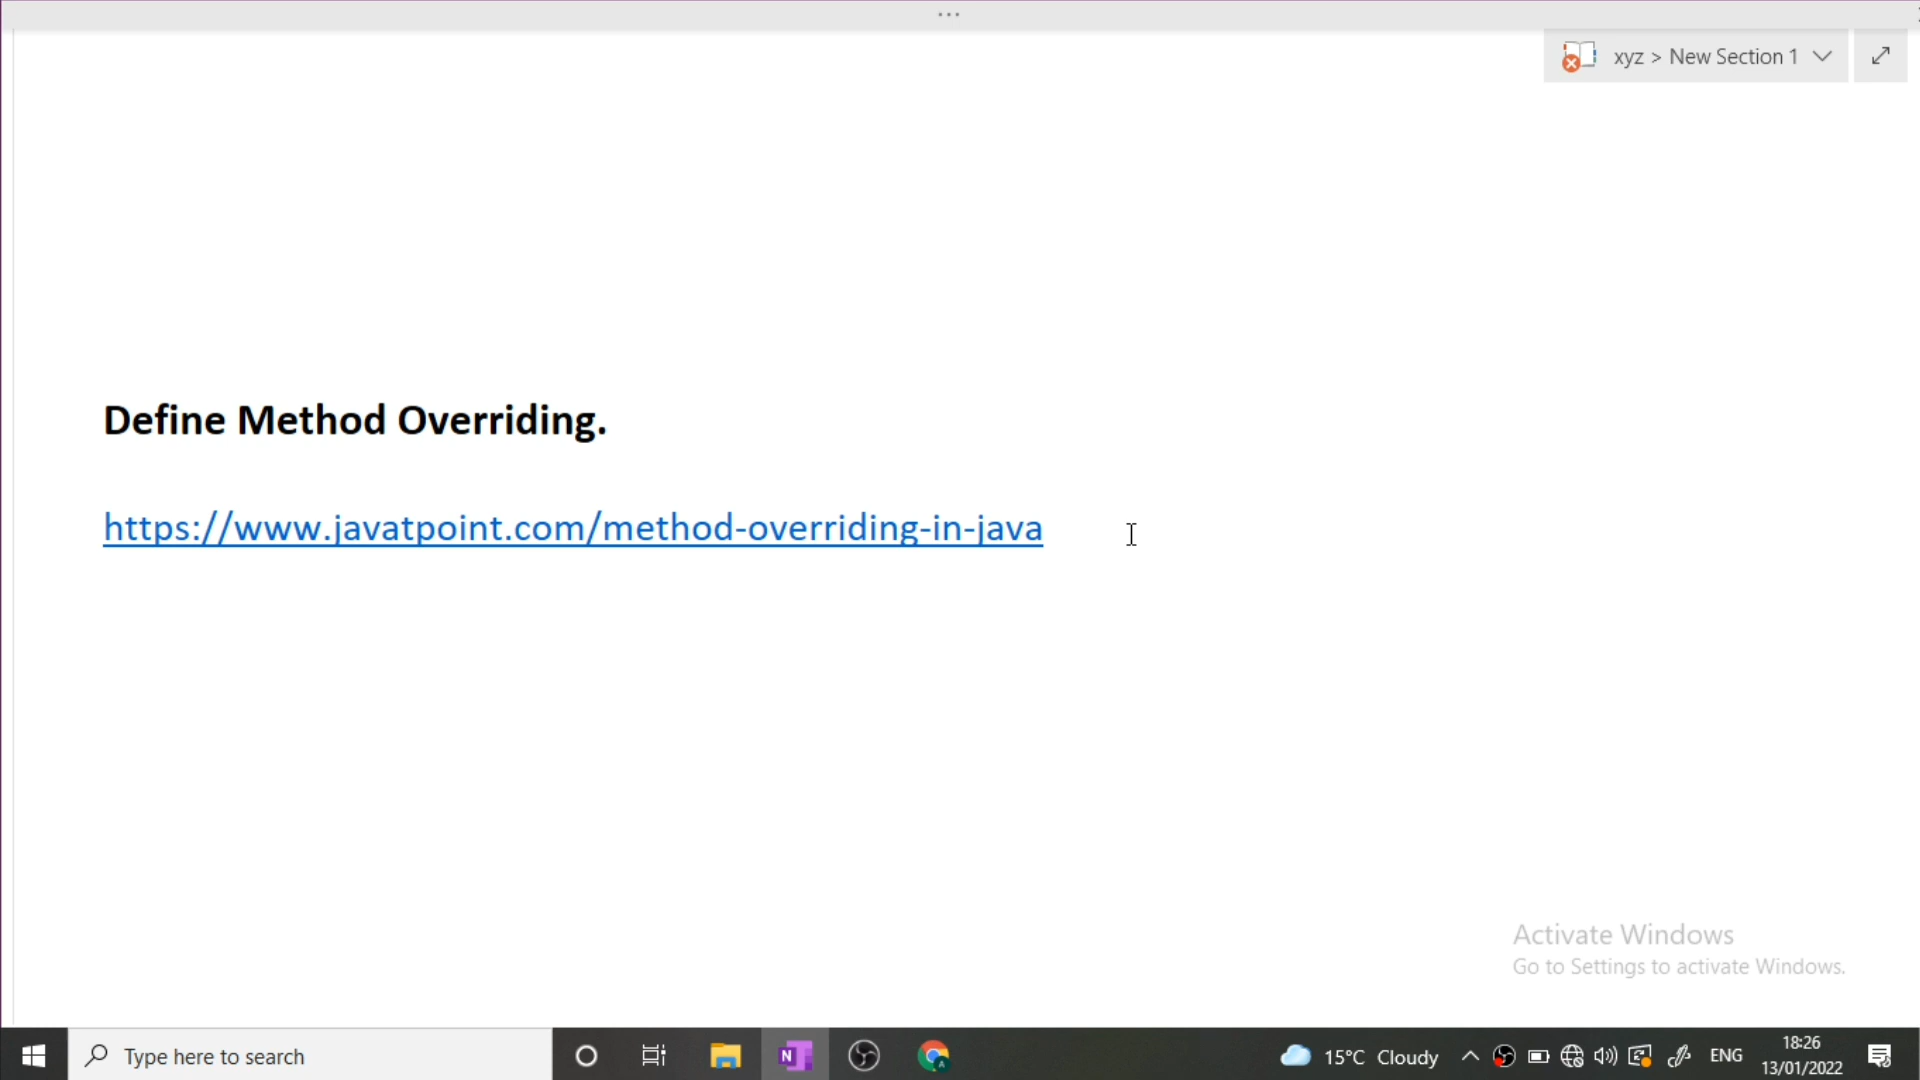 xyz > New Section 1
Define Method Overriding.
https://www.javatpoint.com/method-overriding-in-java
Activate Windows
Go to Settings to activate Windows.
Type here to search
15°C Cloudy
ENG
18:26
13/01/2022